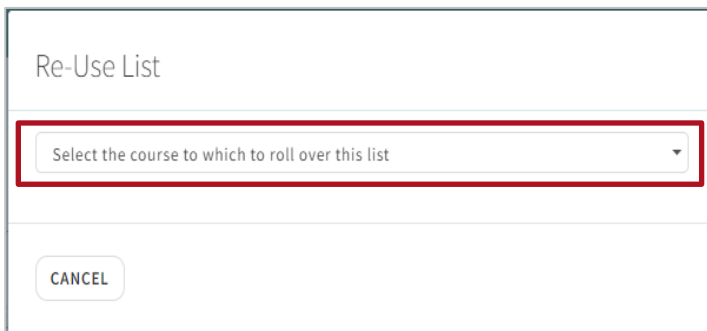 Re-Use List
Select the course to which to roll over this list
CANCEL